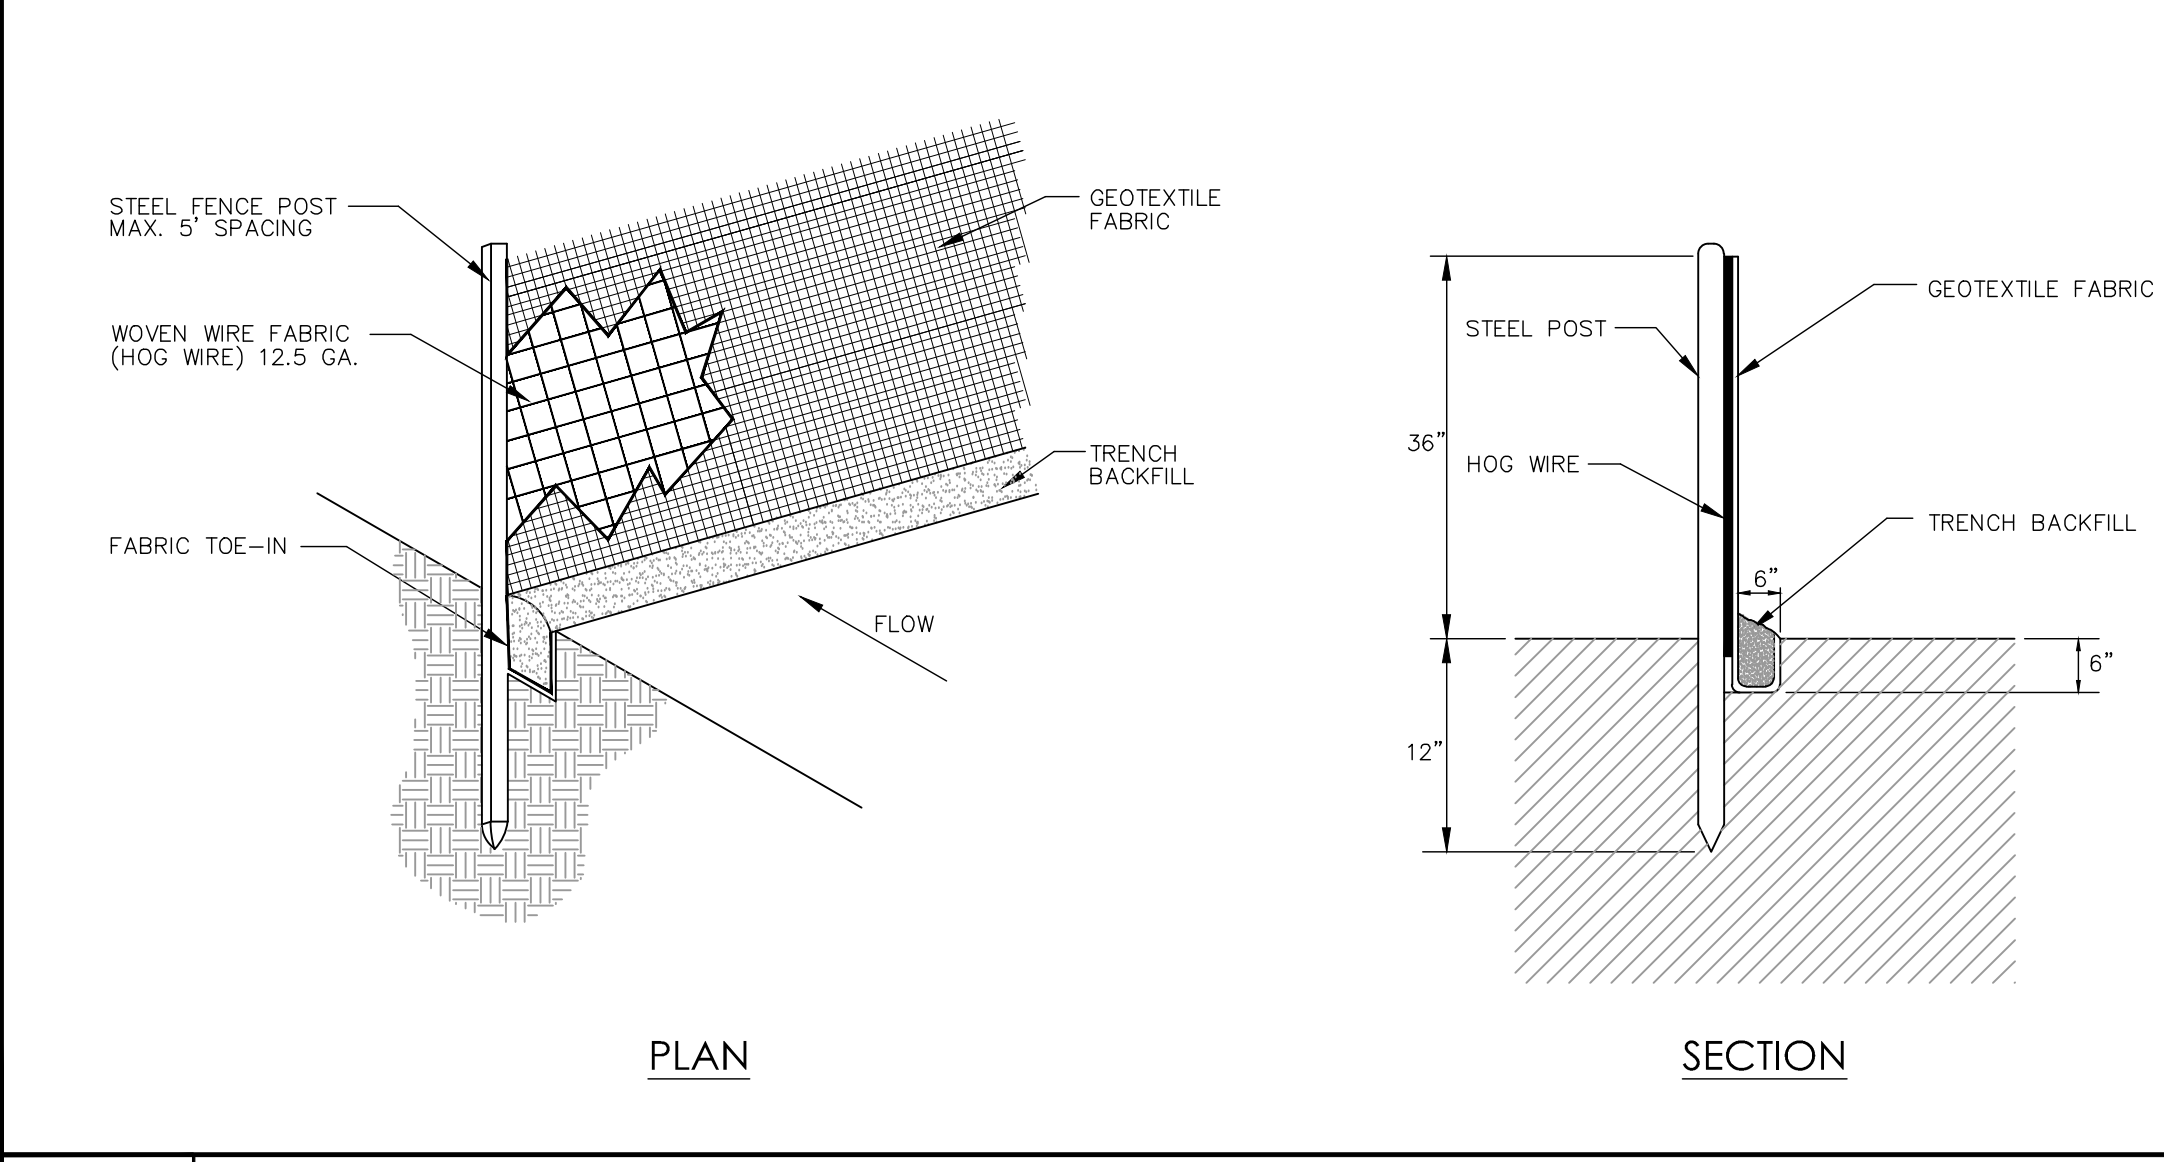 STEEL FENCE POST
MAX. 5' SPACING
WOVEN WIRE FABRIC
(HOG WIRE) 12.5 GA.
FABRIC TOE-IN
GEOTEXTILE
FABRIC
TRENCH
BACKFILL
FLOW
PLAN
GEOTEXTILE FABRIC
STEEL POST
36"
HOG WIRE
TRENCH BACKFILL
6"
6"
12"
SECTION